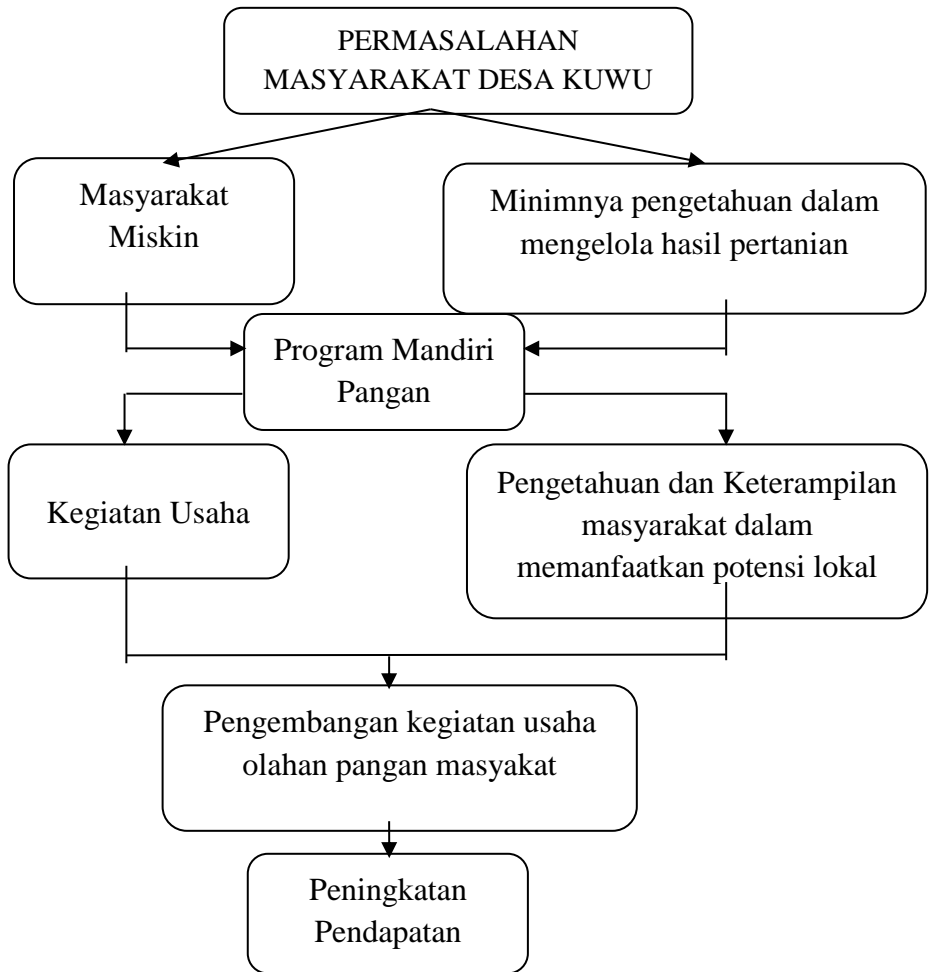 PERMASALAHAN
MASYARAKAT DESA KUWU
Masyarakat
Miskin
Minimnya pengetahuan dalam
mengelola hasil pertanian
Program Mandiri
Pangan
Kegiatan Usaha
Pengetahuan dan Keterampilan
masyarakat dalam
memanfaatkan potensi lokal
Pengembangan kegiatan usaha
olahan pangan masyakat
Peningkatan
Pendapatan